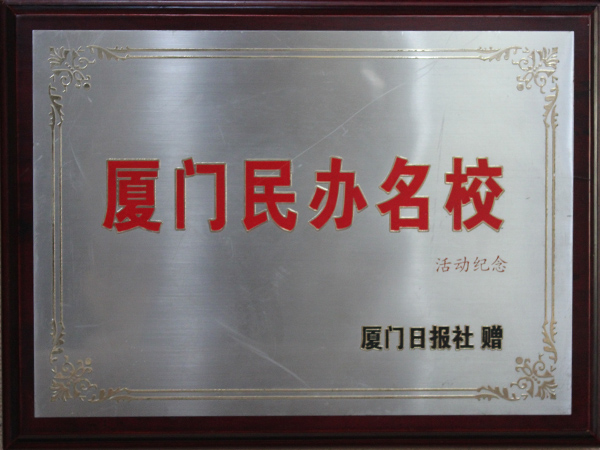 厦门民办名校
活动纪念
厦门日报社 赠